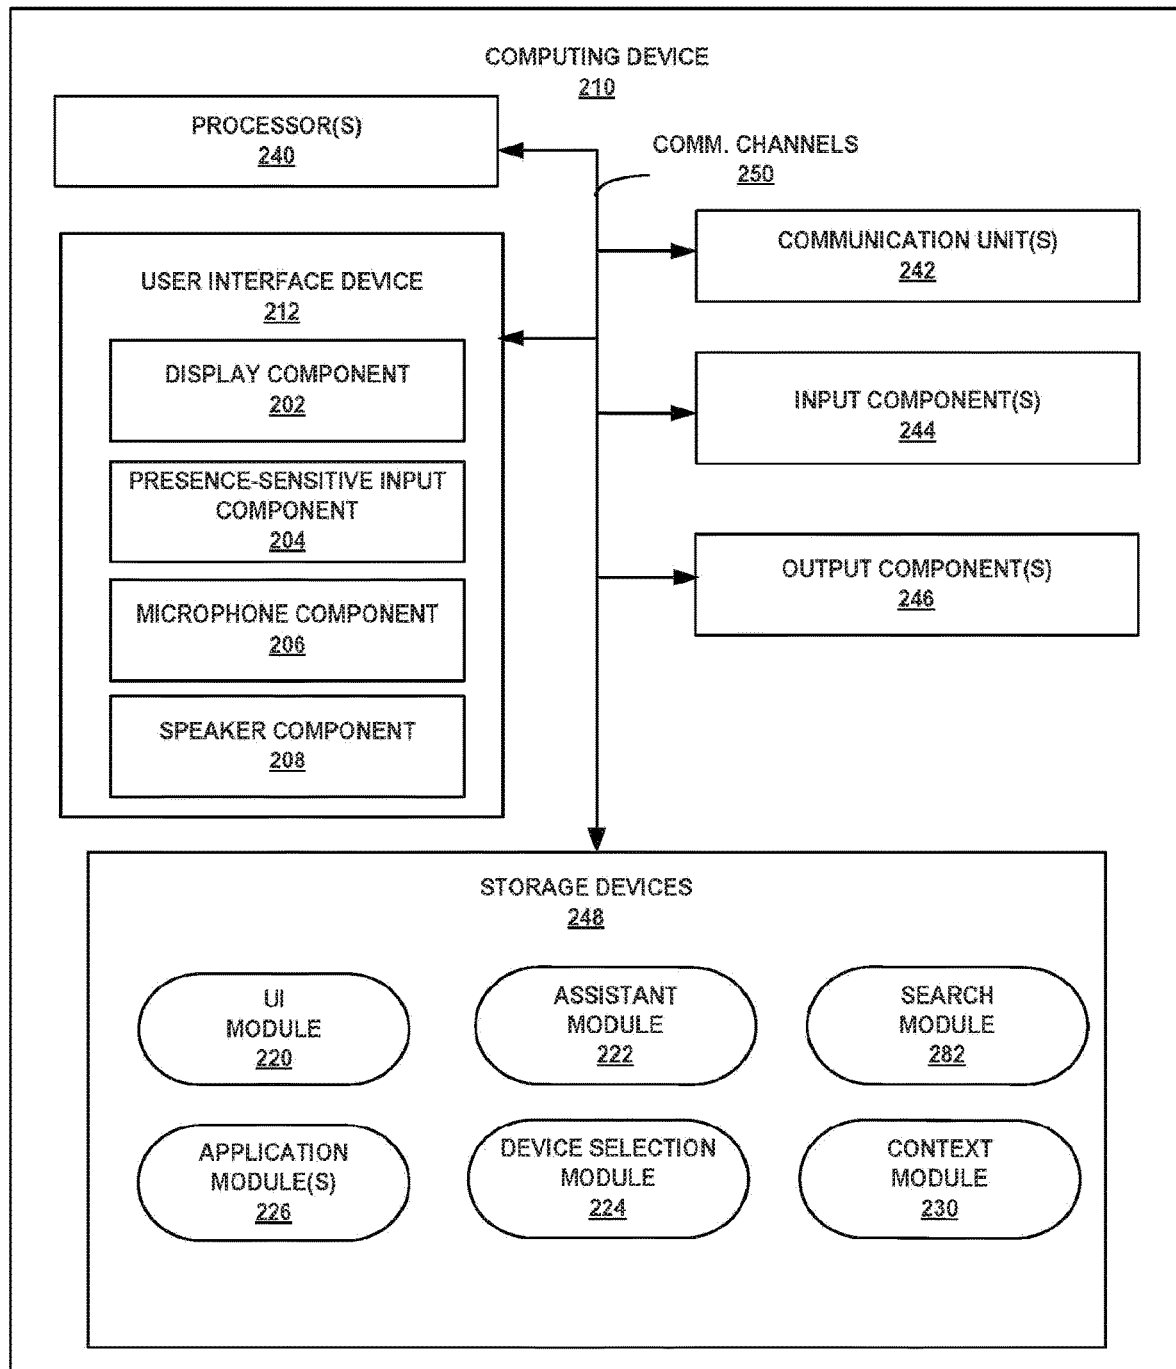 COMPUTING DEVICE
210
PROCESSOR(S)
240
COMM. CHANNELS
250
COMMUNICATION UNIT(S)
242
USER INTERFACE DEVICE
212
DISPLAY COMPONENT
202
INPUT COMPONENT(S)
244
PRESENCE-SENSITIVE INPUT
COMPONENT
204
OUTPUT COMPONENT(S)
246
MICROPHONE COMPONENT
206
SPEAKER COMPONENT
208
STORAGE DEVICES
248
UI
MODULE
220
ASSISTANT
MODULE
222
SEARCH
MODULE
282
APPLICATION
MODULE(S)
226
DEVICE SELECTION
MODULE
224
CONTEXT
MODULE
230